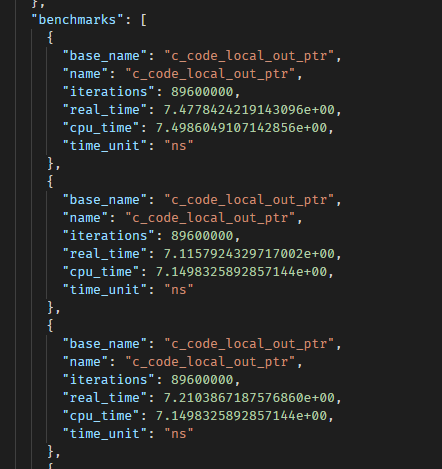 },
"benchmarks": [
{
"base_name": "c_code_local_out_ptr",
"name": "c_code_local_out_ptr",
"iterations": 89600000,
"real_time": 7.4778424219143096e+00,
"cpu_time": 7.4986049107142856e+00,
"time_unit": "ns"
},
{
"base_name": "c_code_local_out_ptr",
"name": "c_code_local_out_ptr",
"iterations": 89600000,
"real_time": 7.1157924329717002e+00,
"cpu_time": 7.1498325892857144e+00,
"time_unit": "ns"
},
{
"base_name": "c_code_local_out_ptr",
"name": "c_code_local_out_ptr",
"iterations": 89600000,
"real_time": 7.2103867187576860e+00,
"cpu_time": 7.1498325892857144e+00,
"time_unit": "ns"
},
{